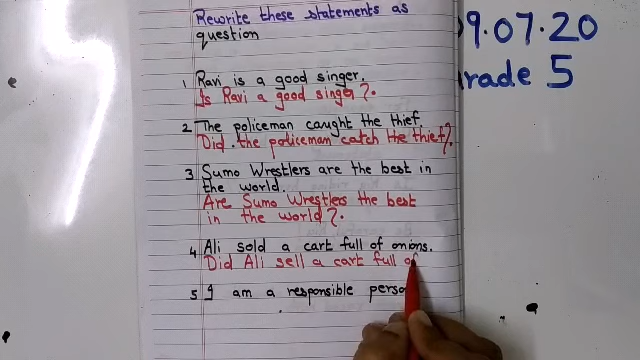 Rewrite these statements as
question
9.07.20
rade 5
1 Ravi is a good singer.
Is Ravi a good singer?.
2 The policeman caught the thief.
Did the policeman catch the thief?.
3 Sumo Wrestlers are the best in
the world.
Are Sumo Wrestlers the best
in the world?.
4 Ali sold a cart full of onions.
Did Ali sell a cart full of
5 I am a responsible perso